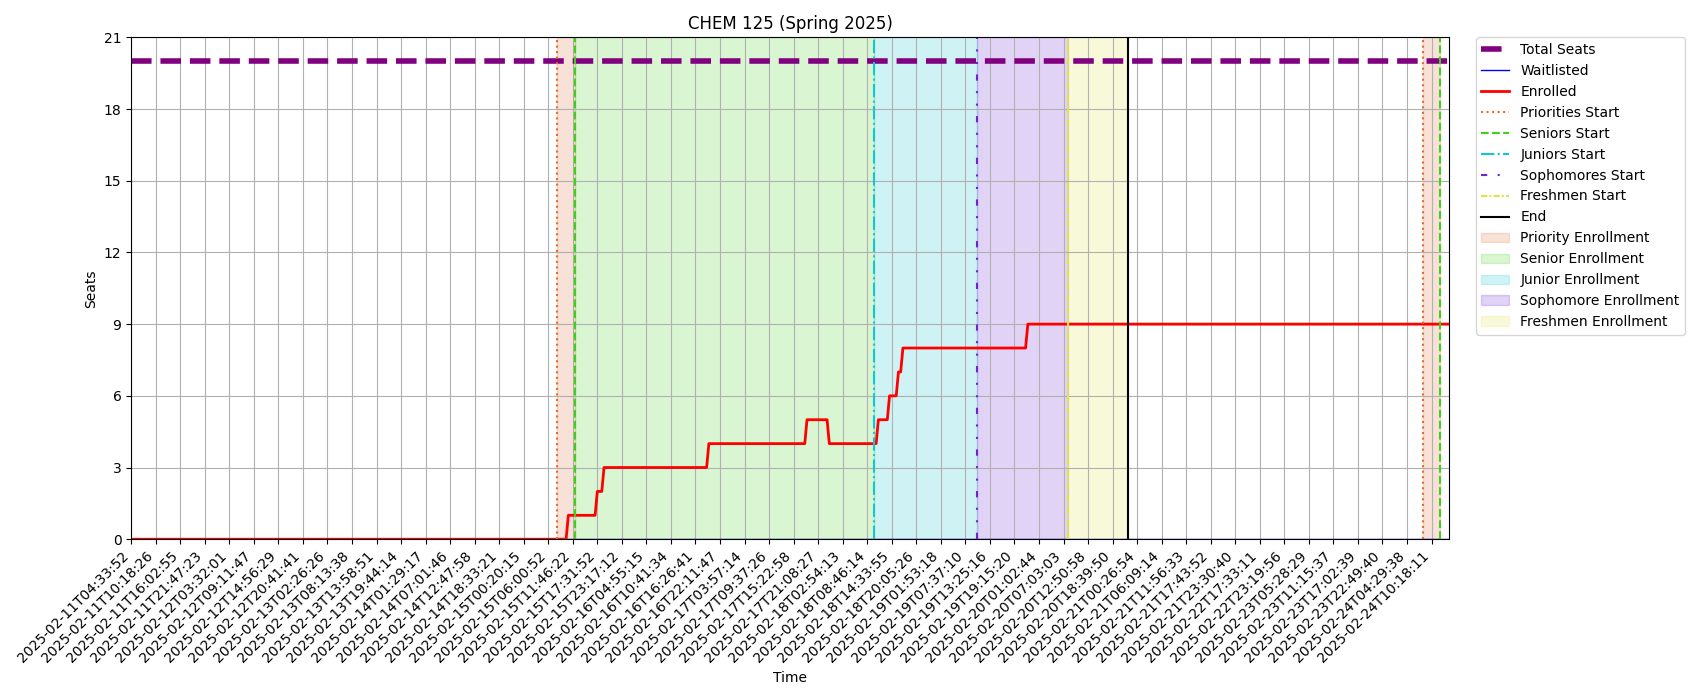 CHEM 125 (Spring 2025)
21
18
15
12
9
6
3
0
Seats
2025-02-11T04:33:52
2025-02-11T10:18:26
2025-02-11T16:02:55
2025-02-11T21:47:23
2025-02-12T03:32:01
2025-02-12T09:11:47
2025-02-12T14:56:29
2025-02-12T20:41:41
2025-02-13T02:26:26
2025-02-13T08:13:38
2025-02-13T13:58:51
2025-02-13T19:44:14
2025-02-14T01:29:17
2025-02-14T07:01:46
2025-02-14T12:47:58
2025-02-14T18:33:21
2025-02-15T00:20:15
2025-02-15T06:00:52
2025-02-15T11:46:22
2025-02-15T17:31:52
2025-02-15T23:17:12
2025-02-16T04:55:15
2025-02-16T10:41:34
2025-02-16T16:26:41
2025-02-16T22:11:47
2025-02-17T03:57:14
2025-02-17T09:37:26
2025-02-17T15:22:58
2025-02-17T21:08:27
2025-02-18T02:54:13
2025-02-18T08:46:14
2025-02-18T14:33:55
2025-02-18T20:05:26
2025-02-19T01:53:18
2025-02-19T07:37:10
2025-02-19T13:25:16
2025-02-19T19:15:20
2025-02-20T01:02:44
2025-02-20T07:03:03
2025-02-20T12:50:58
2025-02-20T18:39:50
2025-02-21T00:26:54
2025-02-21T06:09:14
2025-02-21T11:56:33
2025-02-21T17:43:52
2025-02-21T23:30:40
2025-02-22T17:33:11
2025-02-22T23:19:56
2025-02-23T05:28:29
2025-02-23T11:15:37
2025-02-23T17:02:39
2025-02-23T22:49:40
2025-02-24T04:29:38
2025-02-24T10:18:11
Time
Total Seats
Waitlisted
Enrolled
Priorities Start
Seniors Start
Juniors Start
Sophomores Start
Freshmen Start
End
Priority Enrollment
Senior Enrollment
Junior Enrollment
Sophomore Enrollment
Freshmen Enrollment